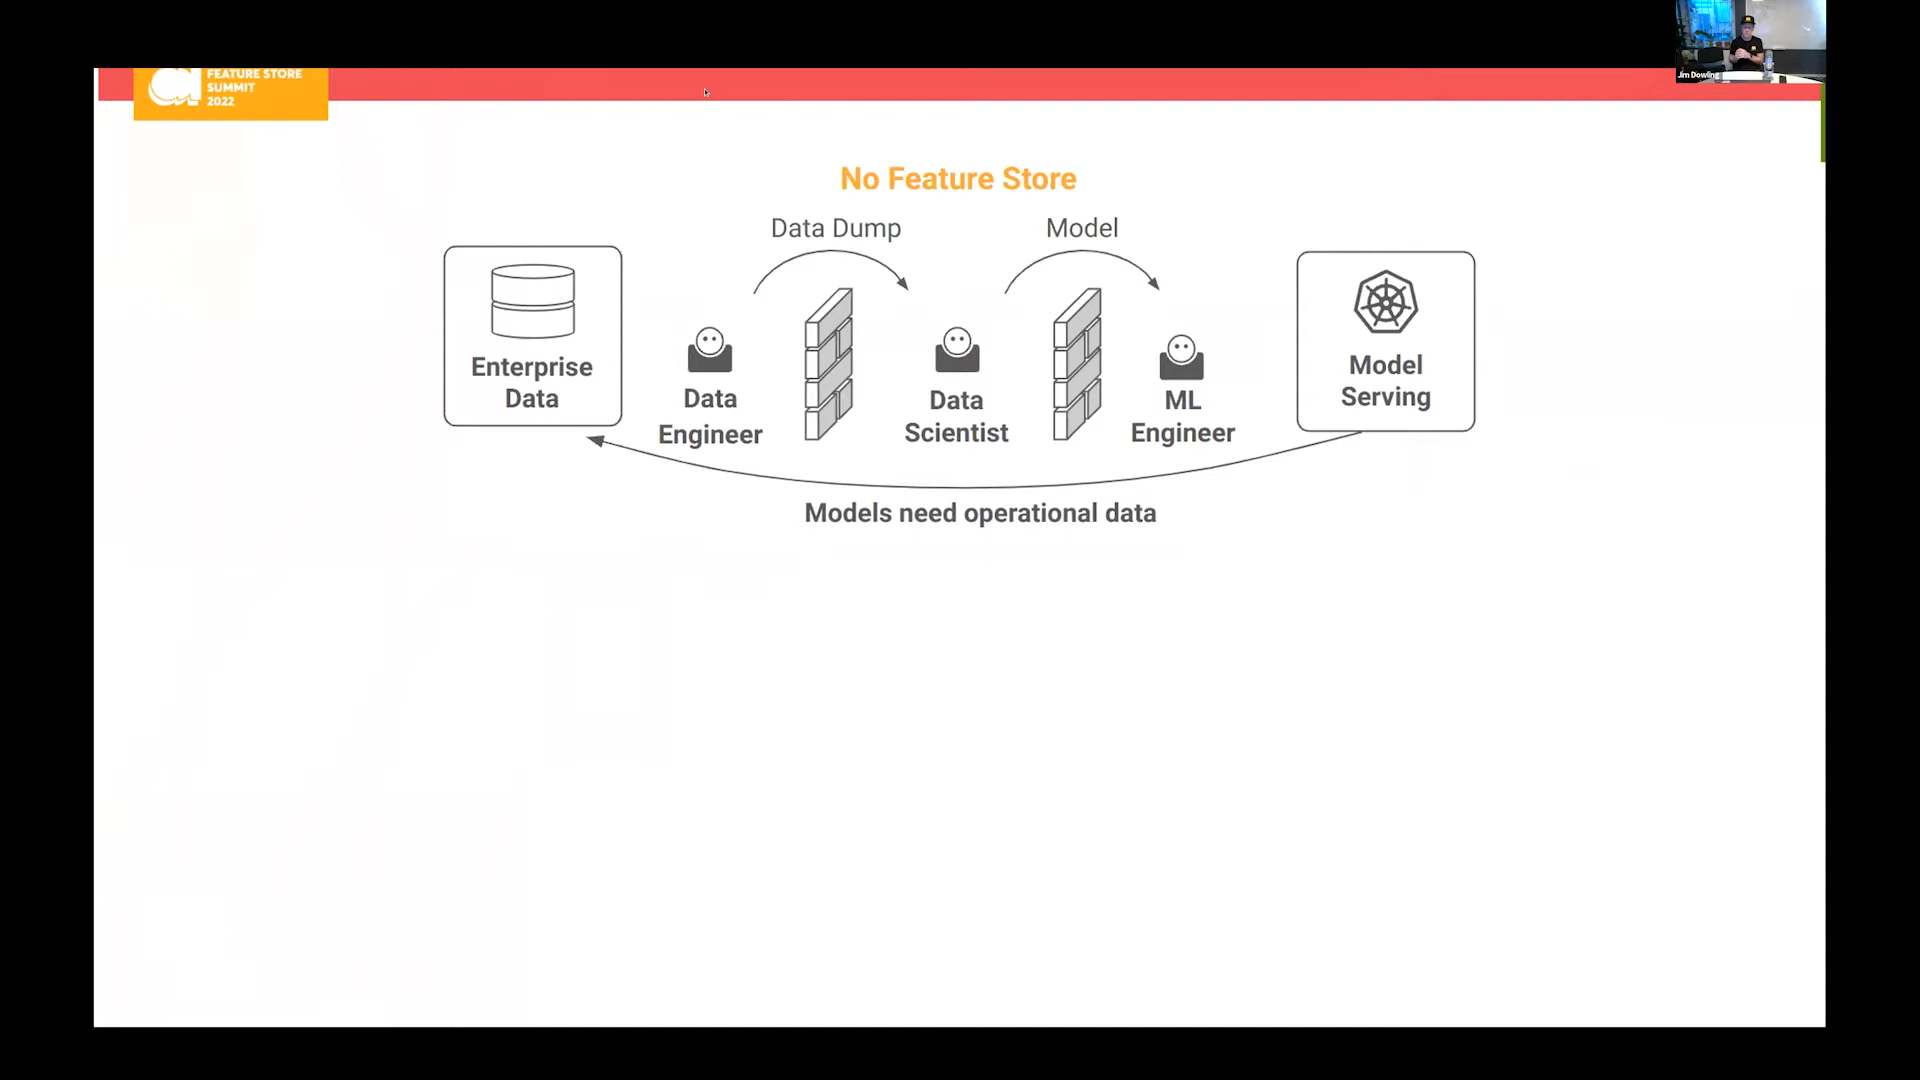 FEATURE STORE
SUMMIT
2022
Jim Dowling
No Feature Store
Data Dump
Model
Enterprise
Data
Data
Engineer
Data
Scientist
ML
Engineer
Model
Serving
Models need operational data